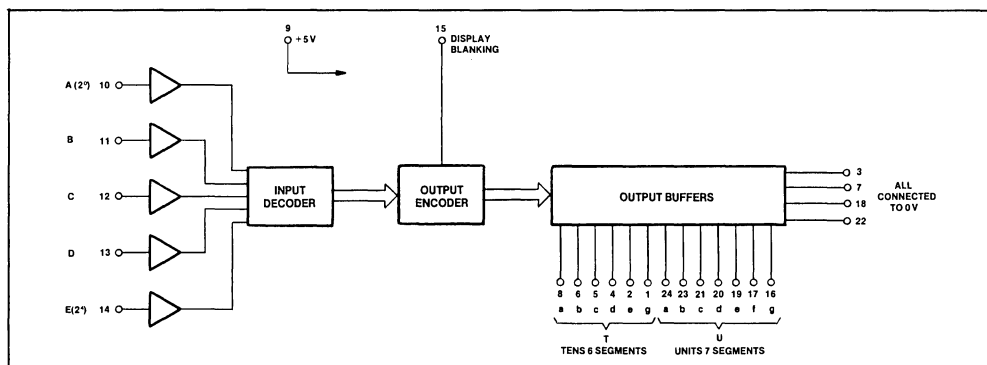 9
+5V
15
DISPLAY
BLANKING
A (2⁰) 10
B 11
C 12
D 13
E(2⁴) 14
INPUT
DECODER
OUTPUT
ENCODER
OUTPUT BUFFERS
3
7
18
22
ALL
CONNECTED
TO 0V
8 6 5 4 2 1 24 23 21 20 19 17 16
a b c d e g a b c d e f g
T U
TENS 6 SEGMENTS UNITS 7 SEGMENTS